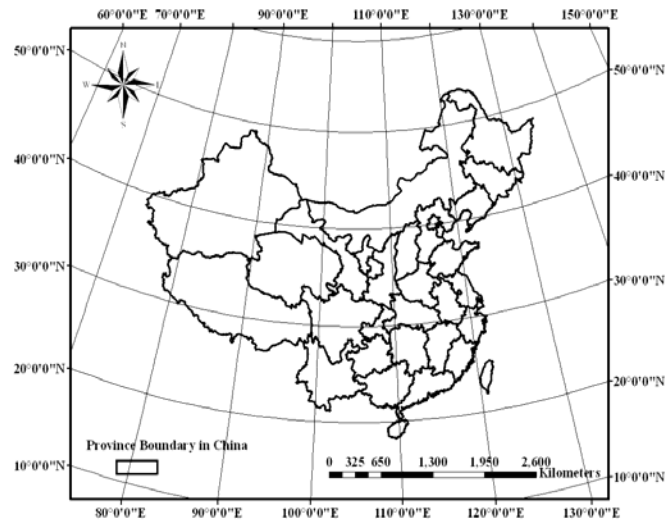 60°0'0"E 70°0'0"E 90°0'0"E 110°0'0"E 130°0'0"E 150°0'0"E
N
W E
S
50°0'0"N 50°0'0"N
40°0'0"N 40°0'0"N
30°0'0"N 30°0'0"N
20°0'0"N 20°0'0"N
Province Boundary in China
0 325 650 1,300 1,950 2,600
Kilometers
10°0'0"N 10°0'0"N
80°0'0"E 90°0'0"E 100°0'0"E 110°0'0"E 120°0'0"E 130°0'0"E